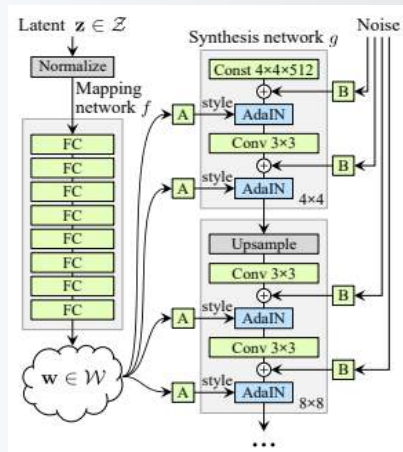 Latent z ∈ Z
Normalize
Mapping
network f
FC
FC
FC
FC
FC
FC
FC
FC
w ∈ W
Synthesis network g
Noise
Const 4×4×512
B
A
style
AdaIN
Conv 3×3
B
A
style
AdaIN
4×4
Upsample
Conv 3×3
B
A
style
AdaIN
Conv 3×3
B
A
style
AdaIN
8×8
...